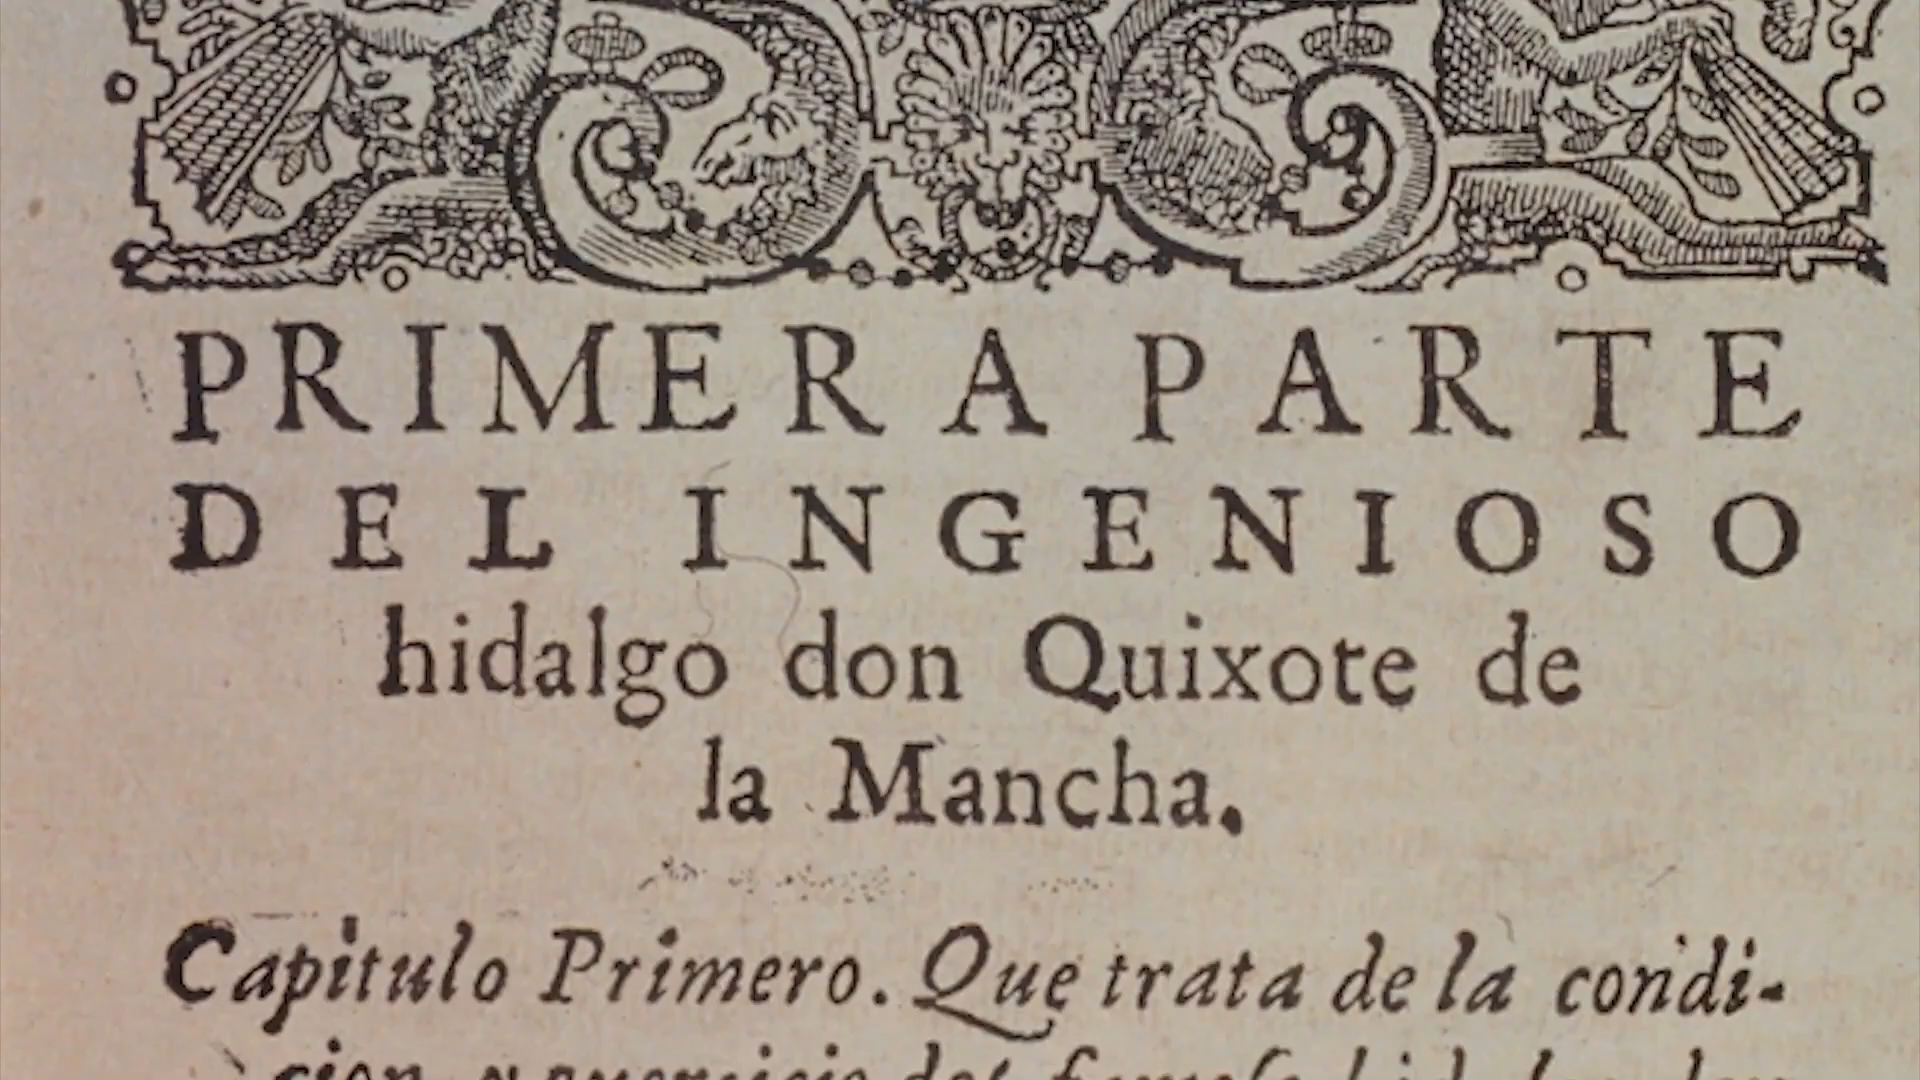 PRIMERA PARTE
DEL INGENIOSO
hidalgo don Quixote de
la Mancha.
Capitulo Primero. Que trata de la condi-